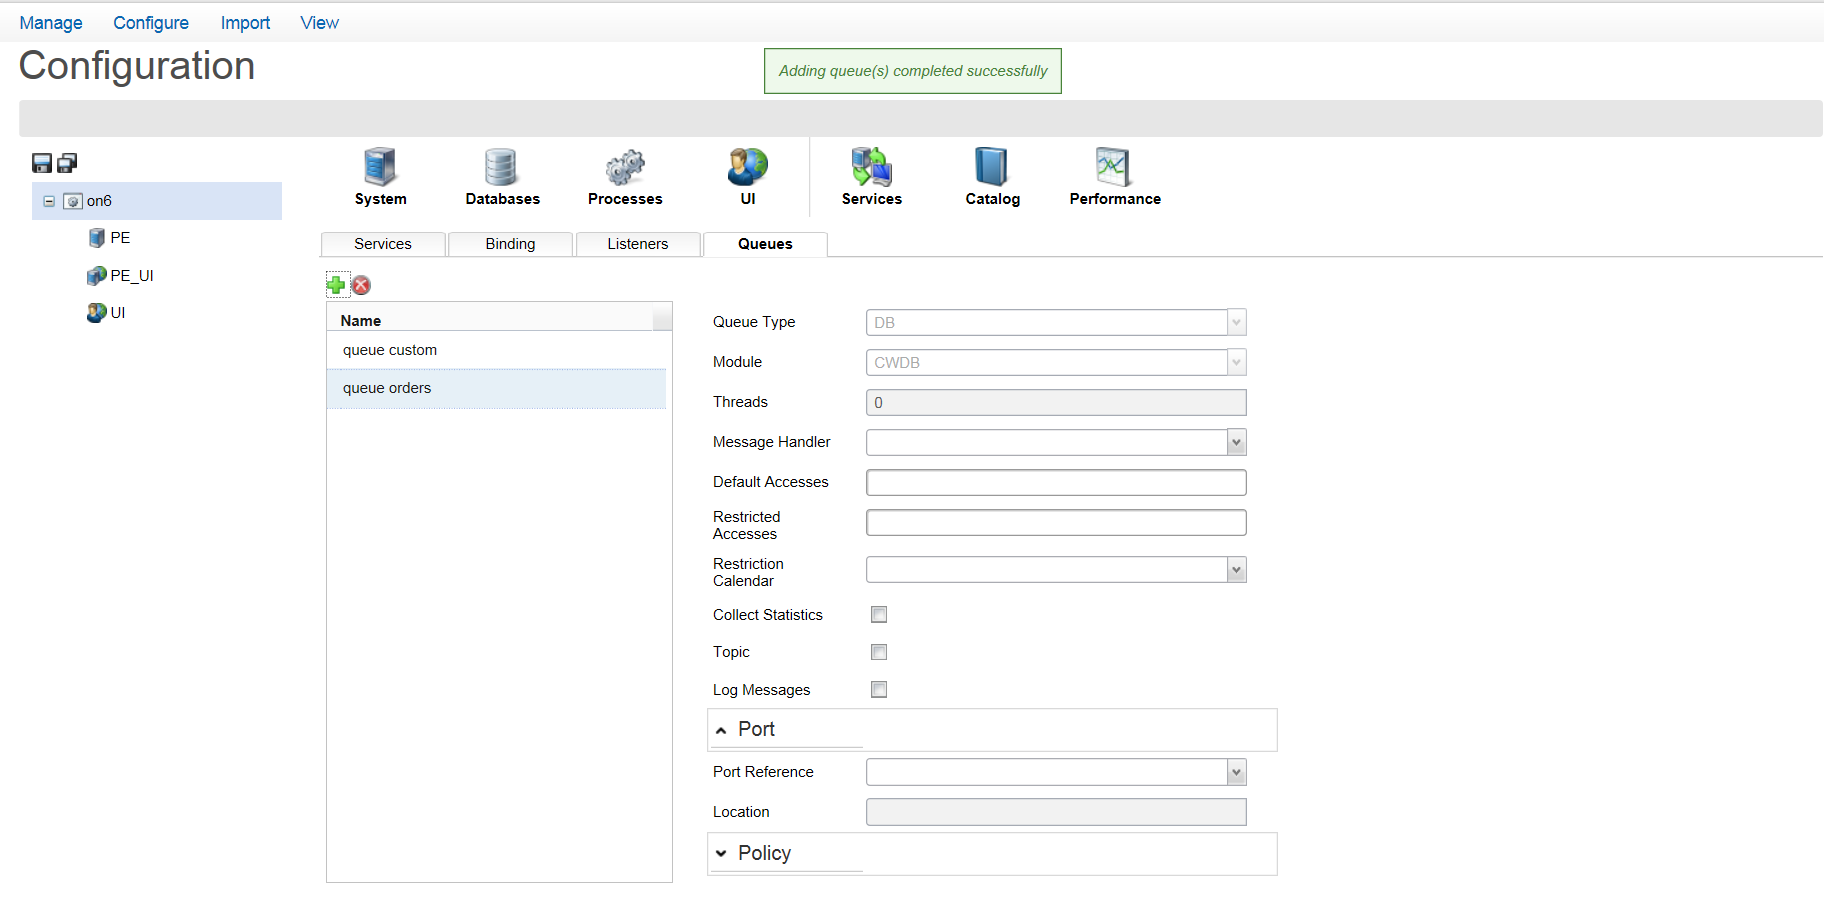 Manage Configure Import View
Configuration
Adding queue(s) completed successfully
on6
PE
PE_UI
UI
System Databases Processes UI Services Catalog Performance
Services Binding Listeners Queues
Name
queue custom
queue orders
Queue Type DB
Module CWDB
Threads 0
Message Handler
Default Accesses
Restricted
Accesses
Restriction
Calendar
Collect Statistics
Topic
Log Messages
Port
Port Reference
Location
Policy